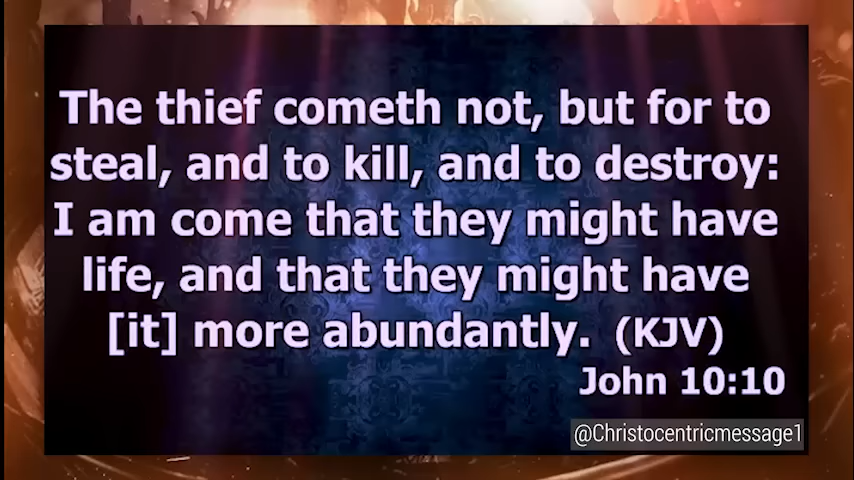 The thief cometh not, but for to
steal, and to kill, and to destroy:
I am come that they might have
life, and that they might have
[it] more abundantly. (KJV)
John 10:10
@Christocentricmessage1